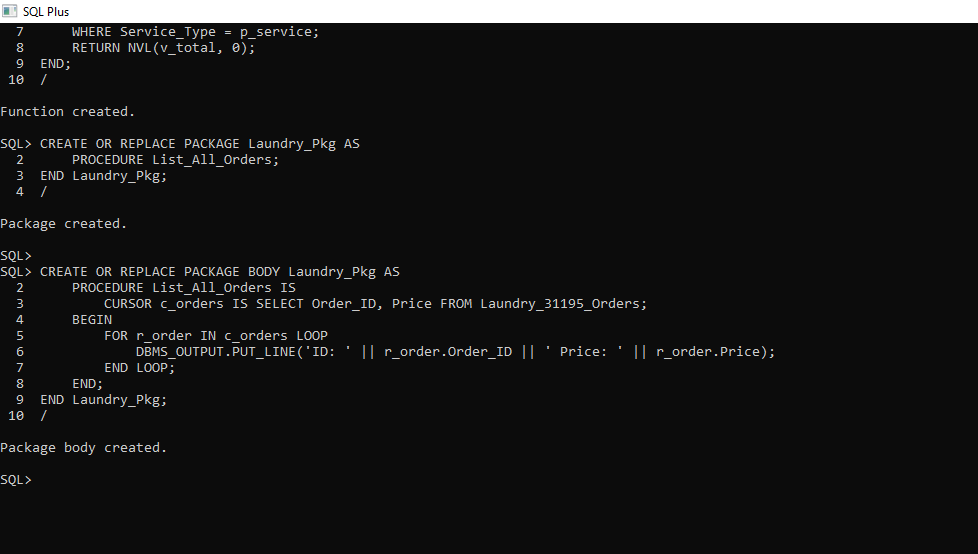 SQL Plus
  7      WHERE Service_Type = p_service;
  8      RETURN NVL(v_total, 0);
  9  END;
 10  /
Function created.
SQL> CREATE OR REPLACE PACKAGE Laundry_Pkg AS
  2      PROCEDURE List_All_Orders;
  3  END Laundry_Pkg;
  4  /
Package created.
SQL>
SQL> CREATE OR REPLACE PACKAGE BODY Laundry_Pkg AS
  2      PROCEDURE List_All_Orders IS
  3          CURSOR c_orders IS SELECT Order_ID, Price FROM Laundry_31195_Orders;
  4      BEGIN
  5          FOR r_order IN c_orders LOOP
  6              DBMS_OUTPUT.PUT_LINE('ID: ' || r_order.Order_ID || ' Price: ' || r_order.Price);
  7          END LOOP;
  8      END;
  9  END Laundry_Pkg;
 10  /
Package body created.
SQL>